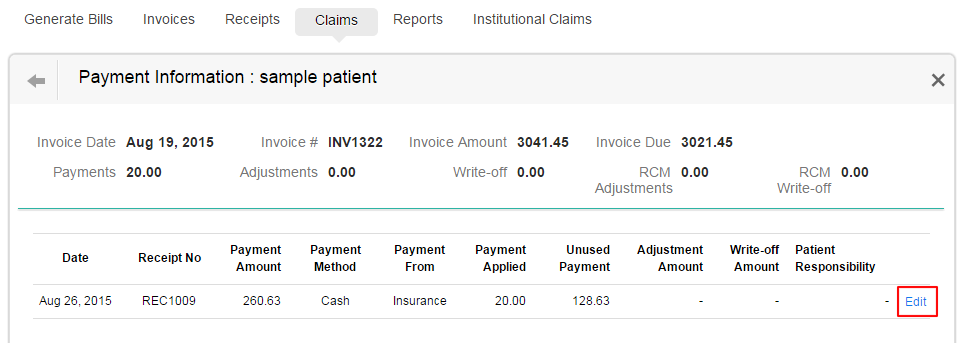 Generate Bills Invoices Receipts Claims Reports Institutional Claims
Payment Information : sample patient
Invoice Date Aug 19, 2015 Invoice # INV1322 Invoice Amount 3041.45 Invoice Due 3021.45
Payments 20.00 Adjustments 0.00 Write-off 0.00 RCM 0.00 RCM 0.00
Adjustments Write-off
Payment Payment Payment Payment Unused Adjustment Write-off Patient
Date Receipt No
Amount Method From Applied Payment Amount Amount Responsibility
Aug 26, 2015 REC1009 260.63 Cash Insurance 20.00 128.63 - - - Edit